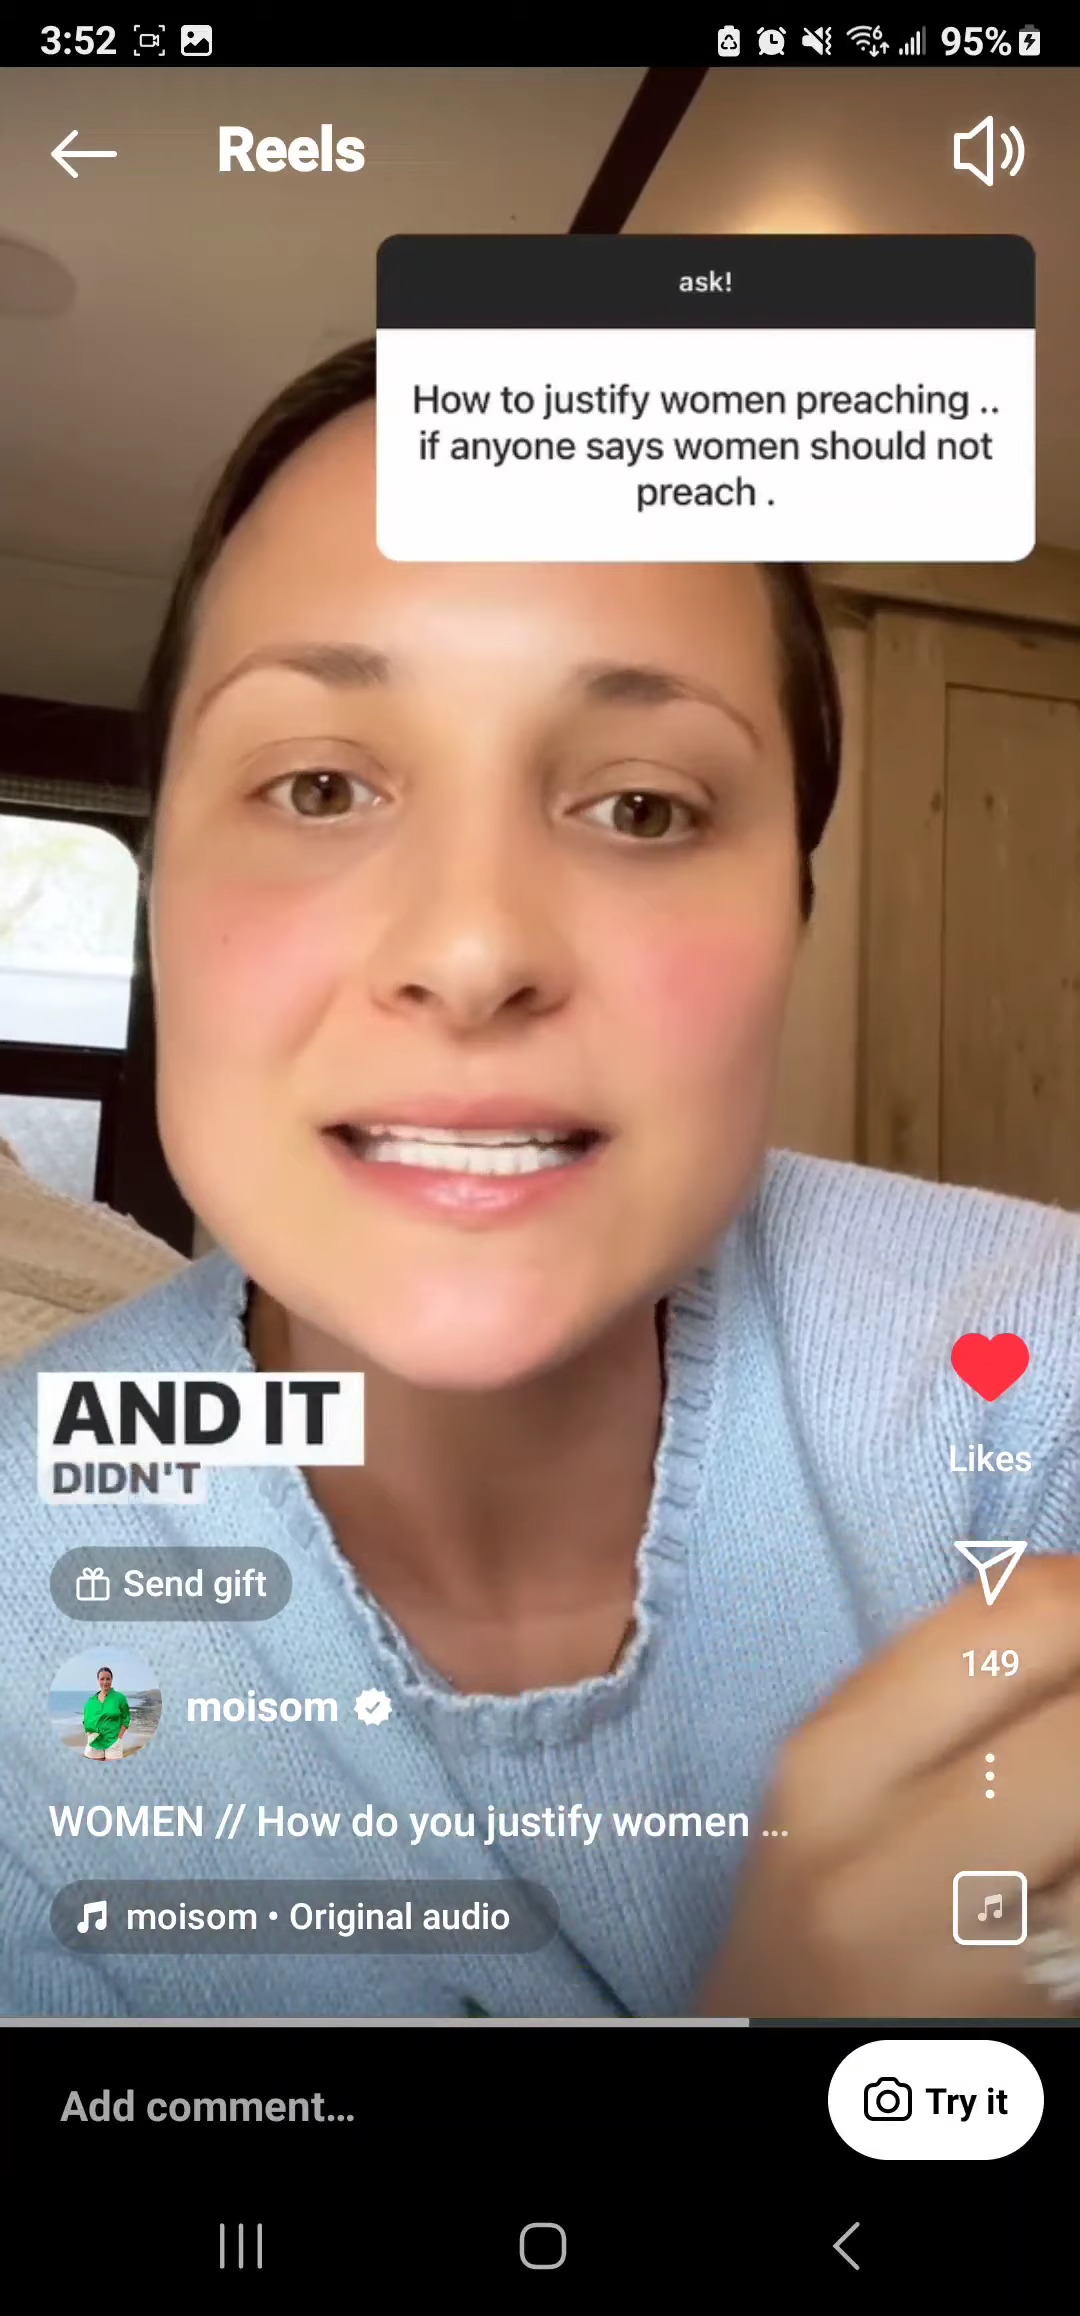 3:52
6
95%
Reels
ask!
How to justify women preaching ..
if anyone says women should not
preach .
AND IT
DIDN'T
Likes
Send gift
149
moisom
WOMEN // How do you justify women ...
moisom • Original audio
Add comment...
Try it